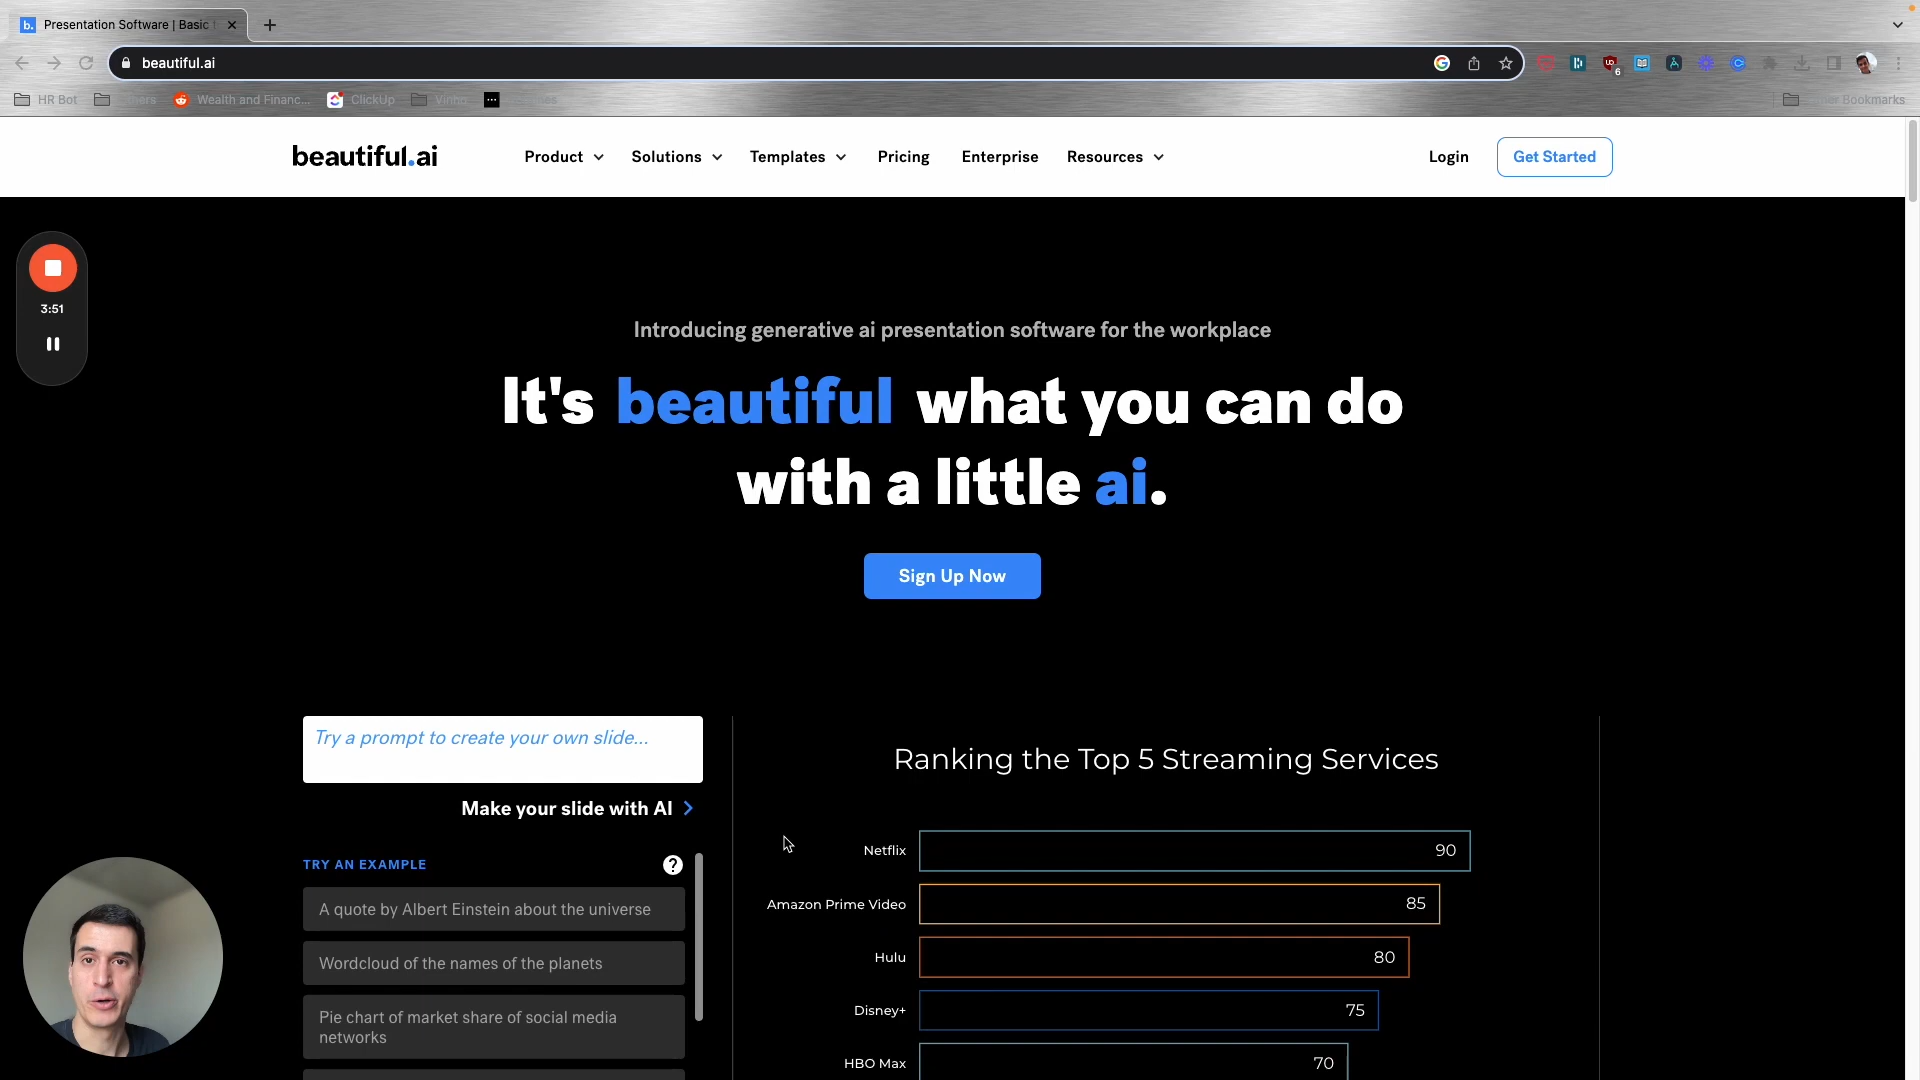 Presentation Software | Basic
beautiful.ai
6
HR Bot
Wealth and Financ...
ClickUp
Bookmarks
beautiful.ai
Product
Solutions
Templates
Pricing
Enterprise
Resources
Login
Get Started
3:51
Introducing generative ai presentation software for the workplace
It's beautiful what you can do
with a little ai.
Sign Up Now
Try a prompt to create your own slide...
Make your slide with AI
TRY AN EXAMPLE
?
A quote by Albert Einstein about the universe
Wordcloud of the names of the planets
Pie chart of market share of social media
networks
Ranking the Top 5 Streaming Services
Netflix 90
Amazon Prime Video 85
Hulu 80
Disney+ 75
HBO Max 70